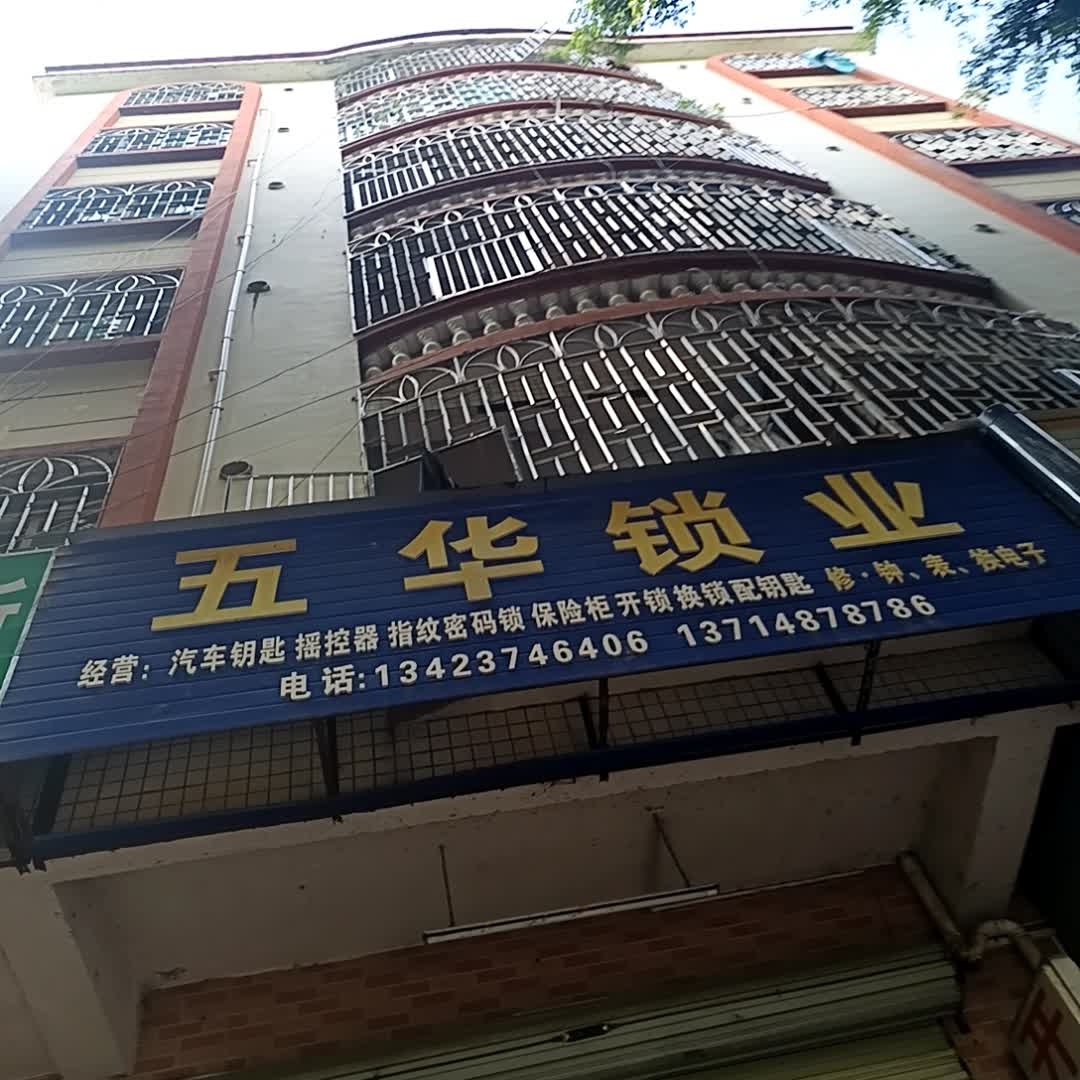 五华锁业
经营：汽车钥匙 摇控器 指纹密码锁 保险柜 开锁 换锁 配钥匙 修·钟、表、换电子
电话:13423746406 13714878786
开